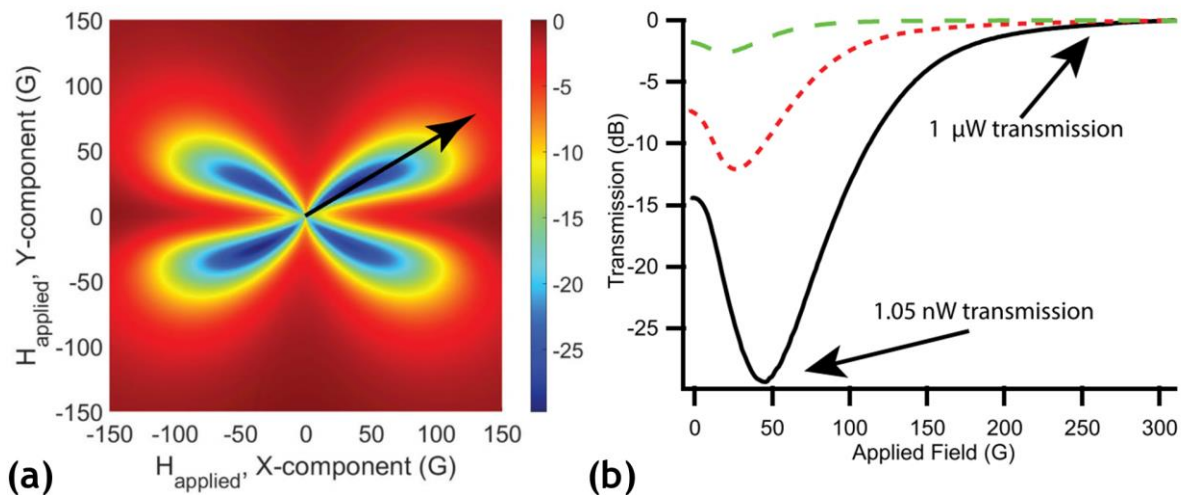 150
100
50
0
-50
-100
-150
H_applied, Y-component (G)
-150 -100 -50 0 50 100 150
H_applied, X-component (G)
0
-5
-10
-15
-20
-25
(a)
0
-5
-10
-15
-20
-25
Transmission (dB)
1 μW transmission
1.05 nW transmission
0 50 100 150 200 250 300
Applied Field (G)
(b)